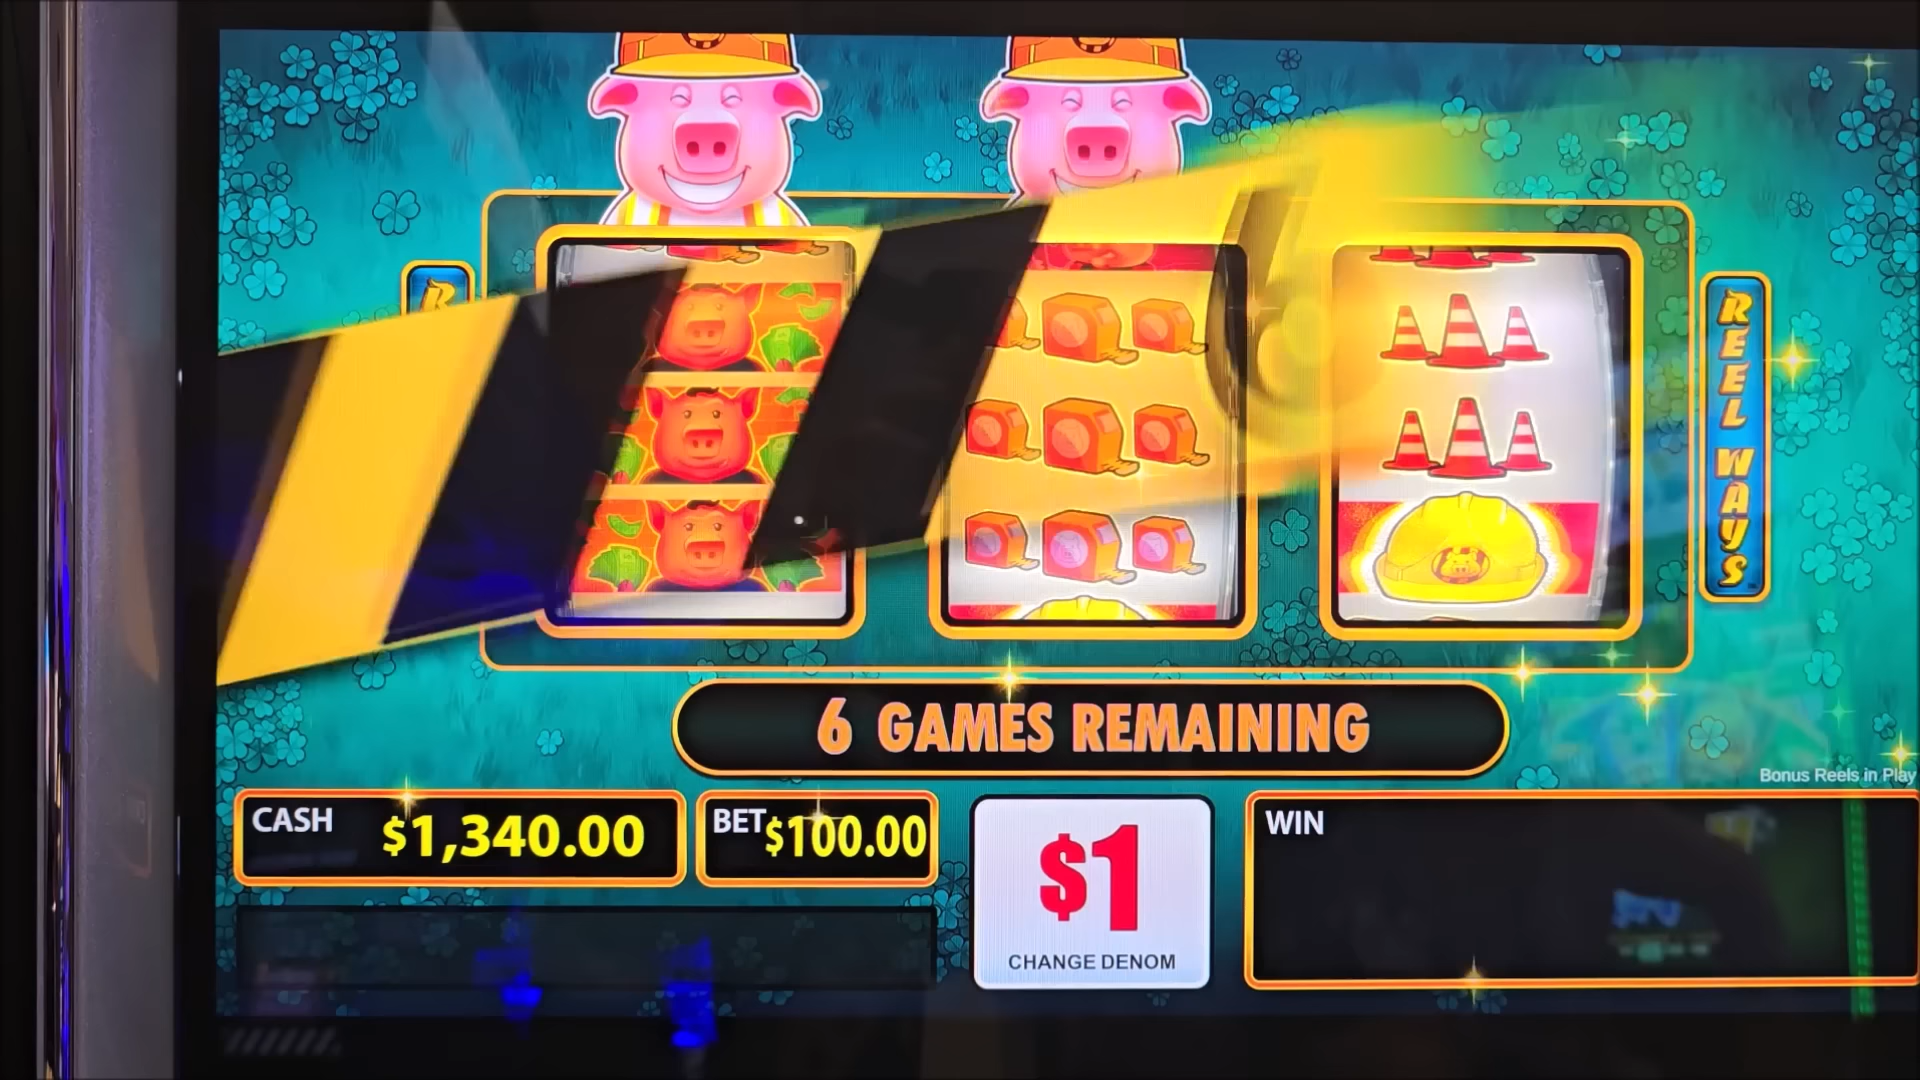 R
REEL WAYS
6 GAMES REMAINING
Bonus Reels in Play
CASH $1,340.00
BET $100.00
$1
CHANGE DENOM
WIN